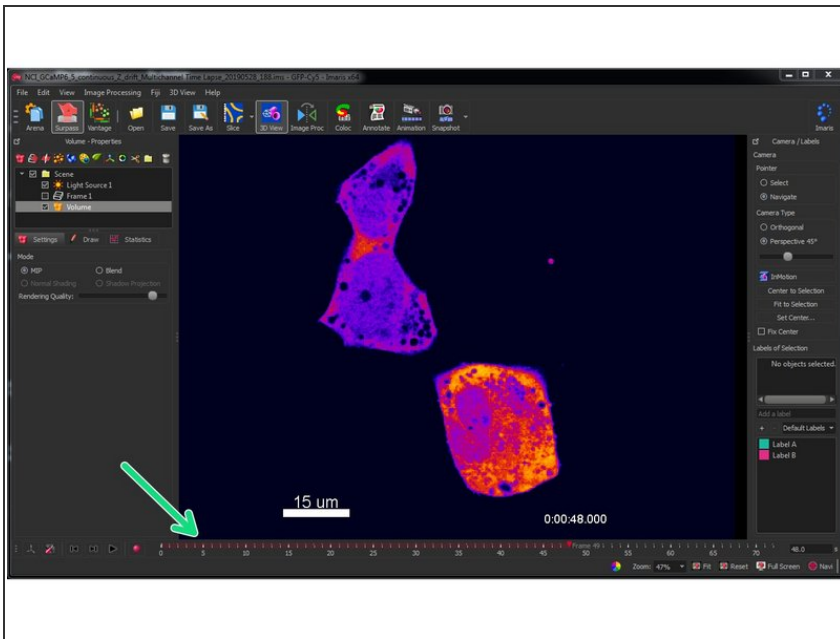 NCI_GCaMP6_5_continuous_Z_drift_Multichannel Time Lapse_20190528_188.ims - GFP-Cy5 - Imaris x64
File Edit View Image Processing Fiji 3D View Help
Arena Surpass Vantage Open Save Save As Slice 3D View Image Proc Coloc Annotate Animation Snapshot Imaris
Volume - Properties
Scene
Light Source 1
Frame 1
Volume
Settings Draw Statistics
Mode
MIP Blend
Normal Shading Shadow Projection
Rendering Quality:
15 um
0:00:48.000
Camera / Labels
Camera
Pointer
Select
Navigate
Camera Type
Orthogonal
Perspective 45°
InMotion
Center to Selection
Fit to Selection
Set Center...
Fix Center
Labels of Selection
No objects selected.
Add a label
+ - Default Labels
Label A
Label B
Frame 49
0 5 10 15 20 25 30 35 40 45 50 55 60 65 70 48.0 s
Zoom: 47% Fit Reset Full Screen Navi